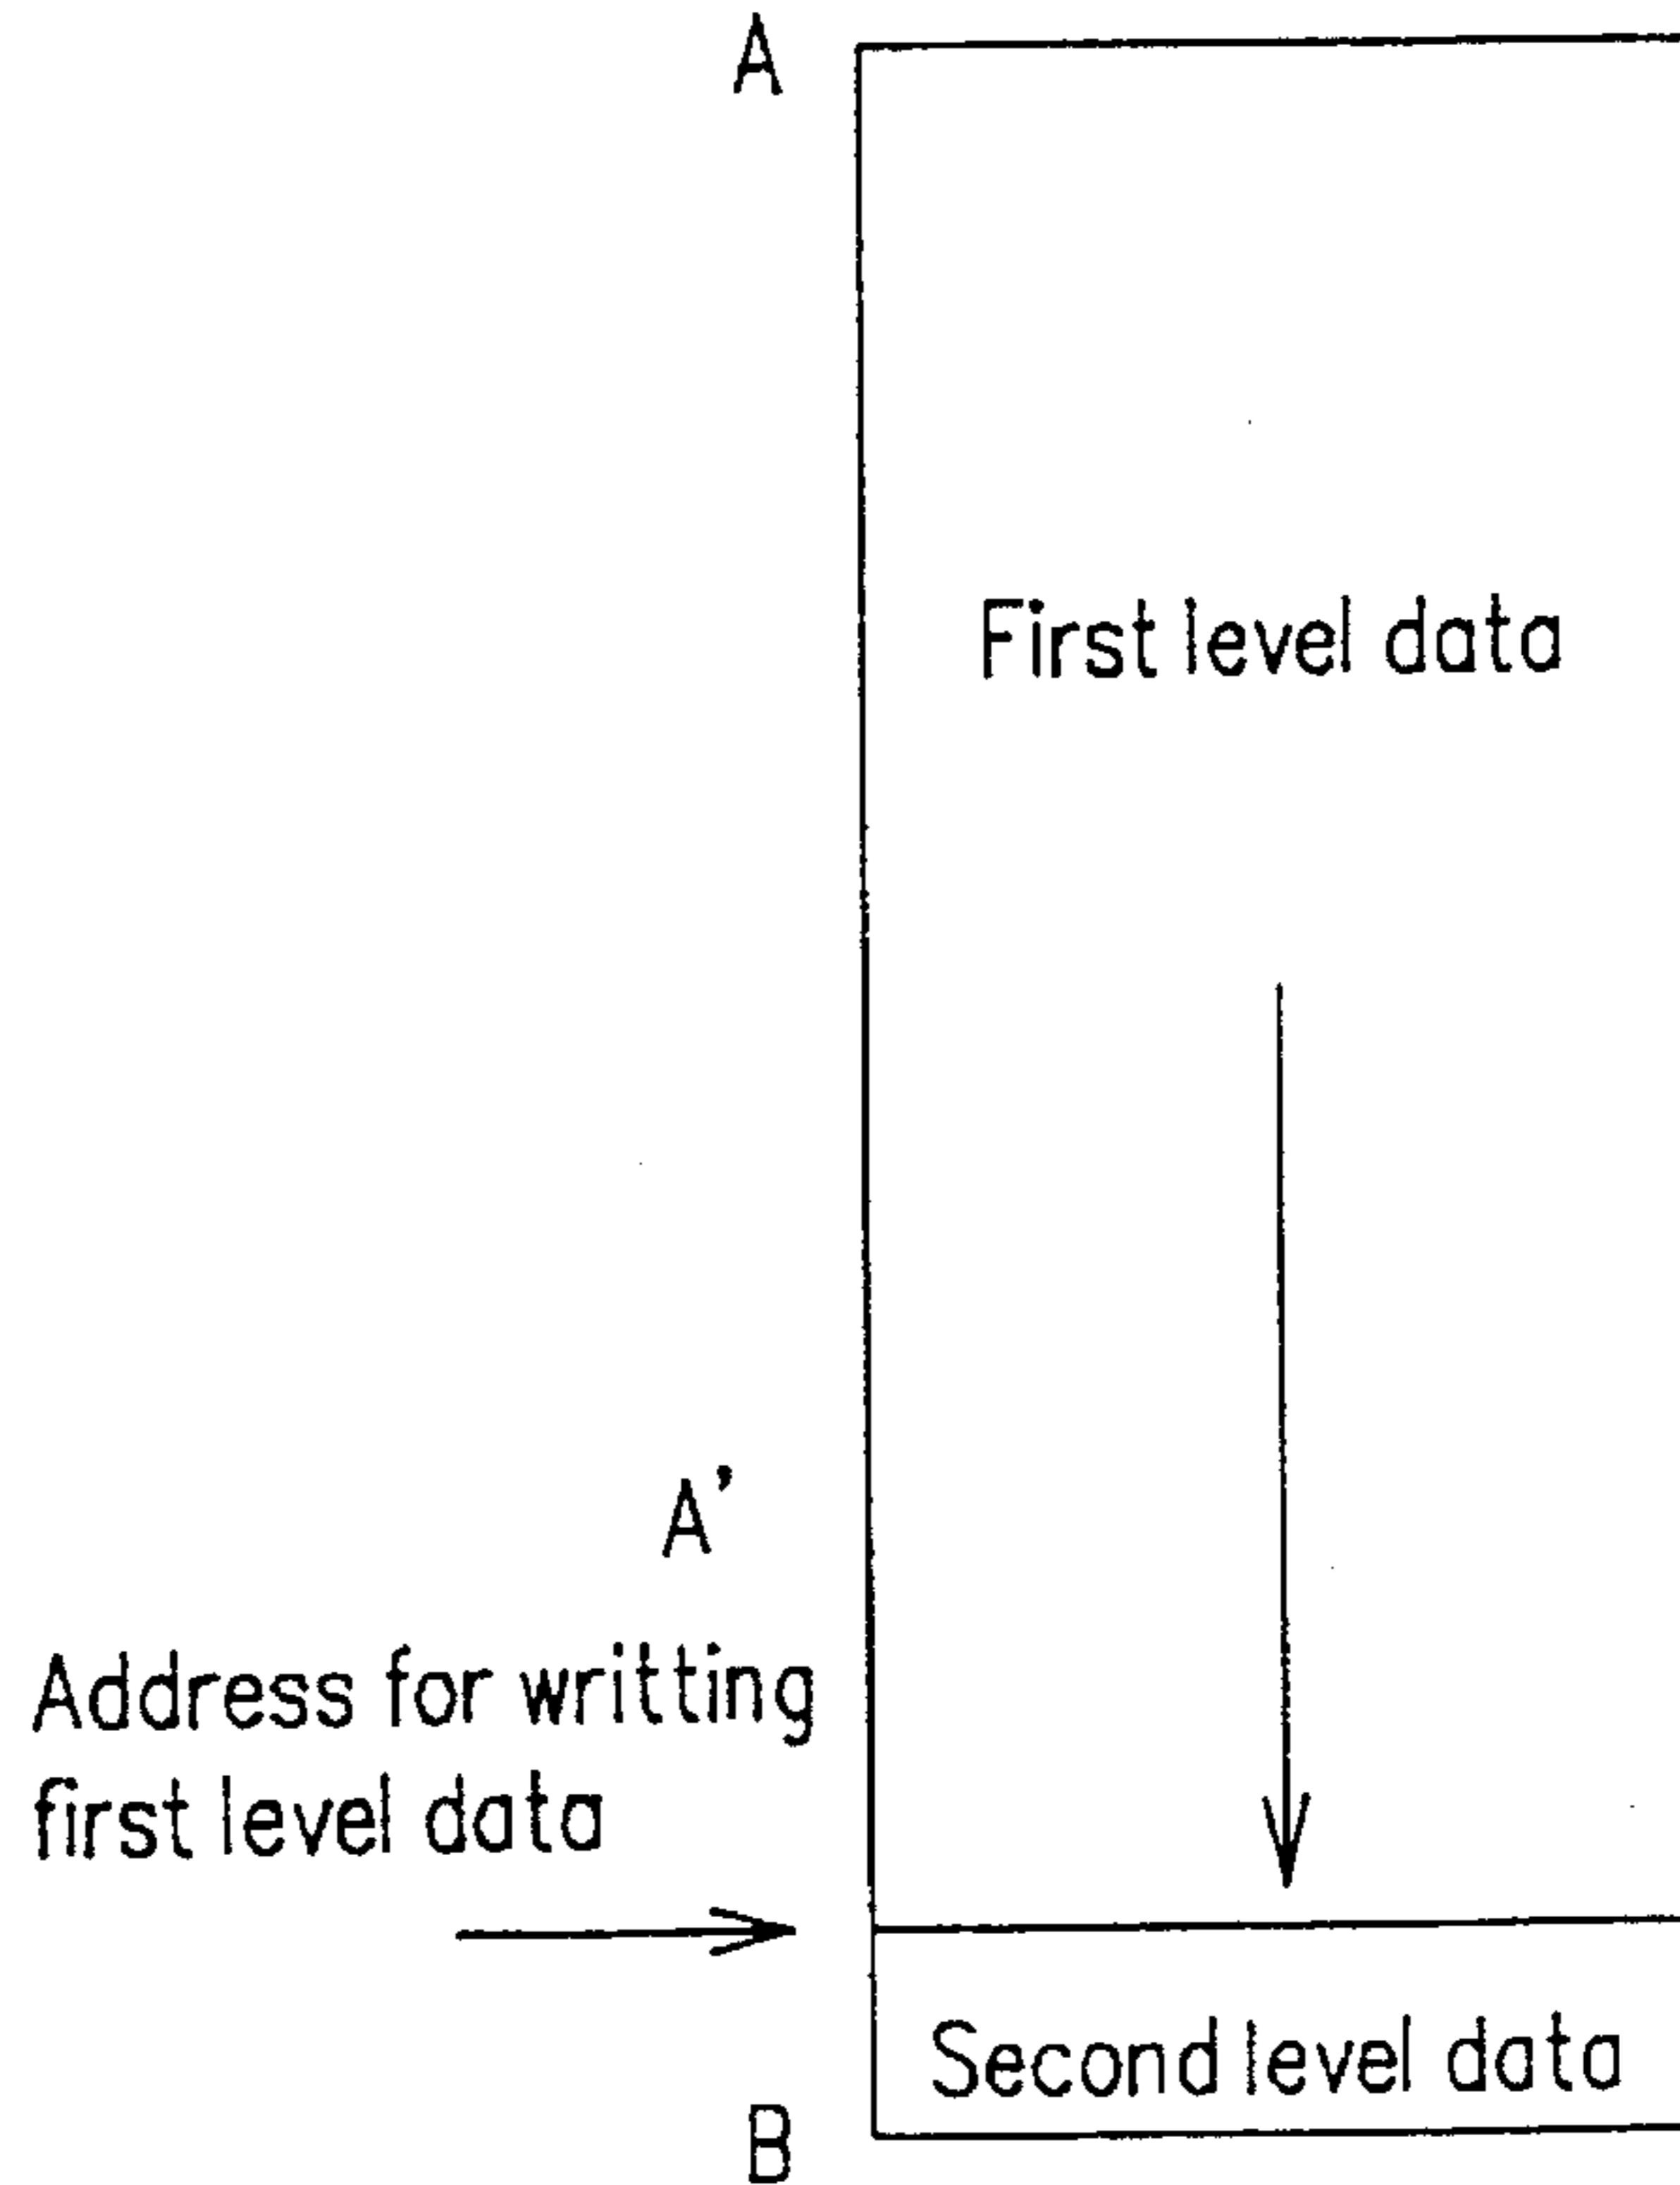 A
First level data
A'
Address for writting
first level data
Second level data
B